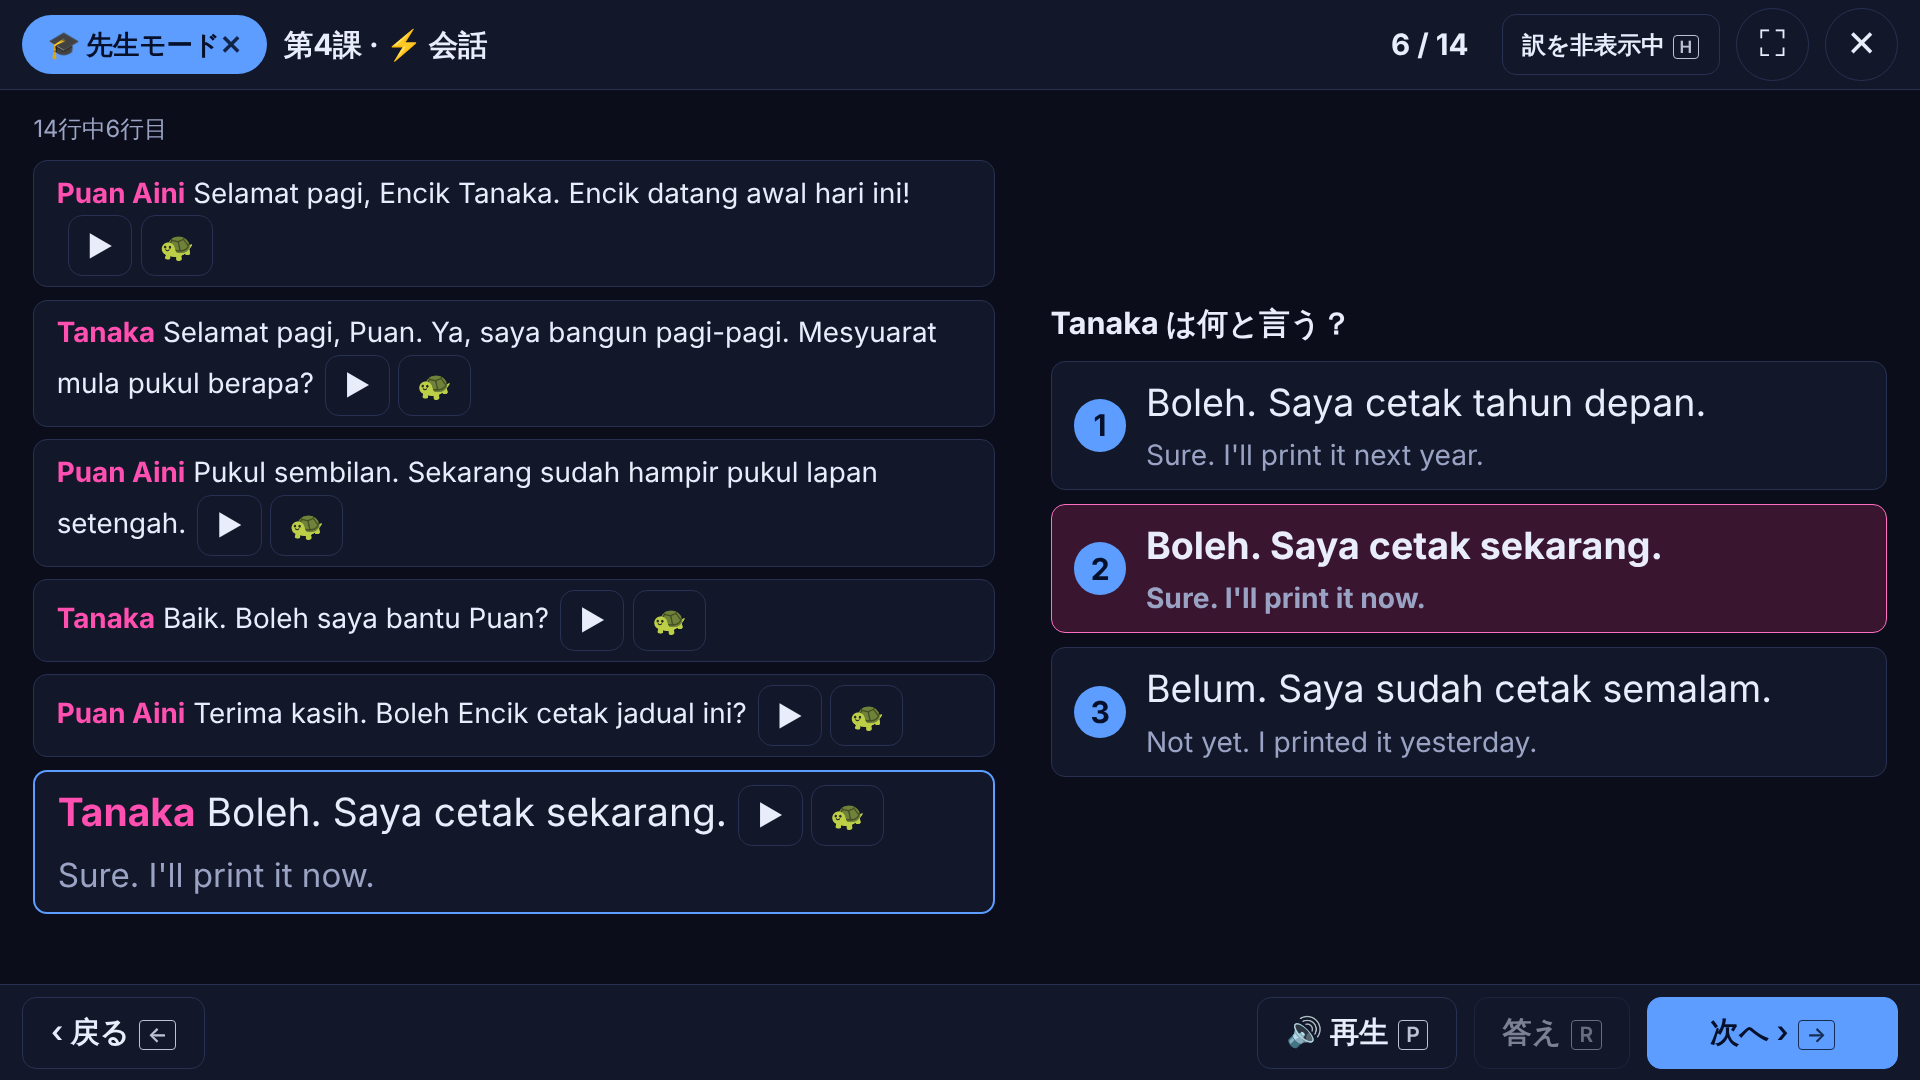 🎓 先生モード✕
第4課 · ⚡ 会話
6 / 14
訳を非表示中 H
14行中6行目
Puan Aini Selamat pagi, Encik Tanaka. Encik datang awal hari ini!
Tanaka Selamat pagi, Puan. Ya, saya bangun pagi-pagi. Mesyuarat
mula pukul berapa?
Puan Aini Pukul sembilan. Sekarang sudah hampir pukul lapan
setengah.
Tanaka Baik. Boleh saya bantu Puan?
Puan Aini Terima kasih. Boleh Encik cetak jadual ini?
Tanaka Boleh. Saya cetak sekarang.
Sure. I'll print it now.
Tanaka は何と言う？
1 Boleh. Saya cetak tahun depan.
Sure. I'll print it next year.
2 Boleh. Saya cetak sekarang.
Sure. I'll print it now.
3 Belum. Saya sudah cetak semalam.
Not yet. I printed it yesterday.
‹ 戻る ←
🔊 再生 P
答え R
次へ › →